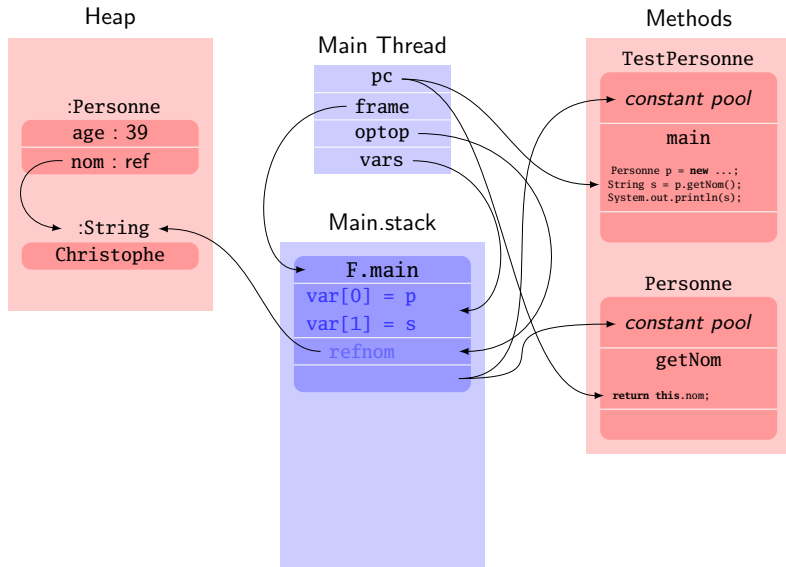 Heap
:Personne
age : 39
nom : ref
:String
Christophe
Main Thread
pc
frame
optop
vars
Main.stack
F.main
var[0] = p
var[1] = s
refnom
Methods
TestPersonne
constant pool
main
Personne p = new ...;
String s = p.getNom();
System.out.println(s);
Personne
constant pool
getNom
return this.nom;